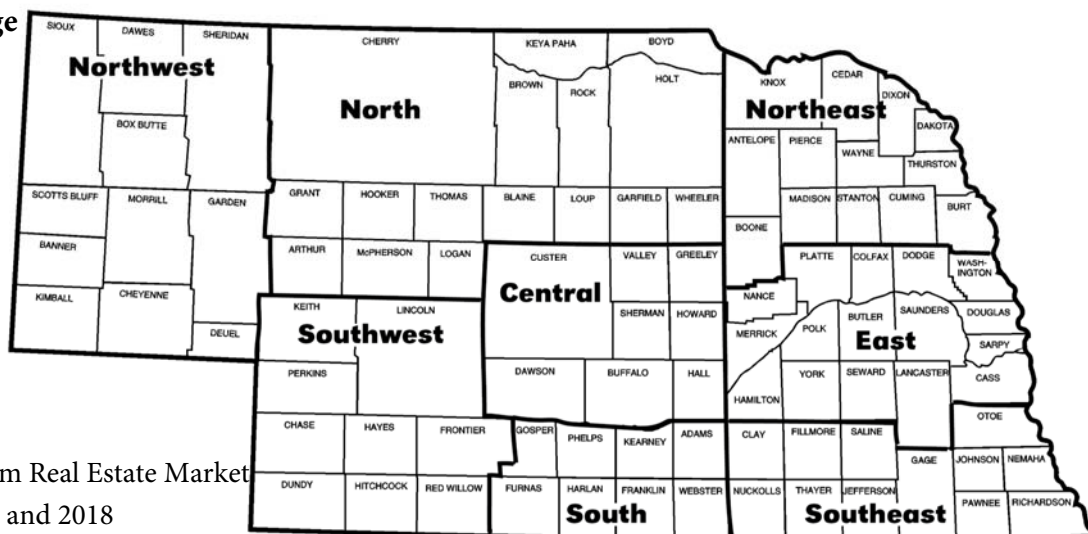 ge
SIOUX
DAWES
SHERIDAN
CHERRY
KEYA PAHA
BOYD
Northwest
BROWN
ROCK
HOLT
KNOX
CEDAR
DIXON
North
Northeast
BOX BUTTE
DAKOTA
ANTELOPE
PIERCE
WAYNE
THURSTON
SCOTTS BLUFF
MORRILL
GARDEN
GRANT
HOOKER
THOMAS
BLAINE
LOUP
GARFIELD
WHEELER
MADISON
STANTON
CUMING
BURT
BANNER
ARTHUR
McPHERSON
LOGAN
CUSTER
VALLEY
GREELEY
BOONE
PLATTE
COLFAX
DODGE
WASH-
INGTON
KIMBALL
CHEYENNE
DEUEL
KEITH
LINCOLN
Central
SHERMAN
HOWARD
NANCE
MERRICK
POLK
BUTLER
SAUNDERS
DOUGLAS
SARPY
Southwest
East
PERKINS
DAWSON
BUFFALO
HALL
HAMILTON
YORK
SEWARD
LANCASTER
CASS
CHASE
HAYES
FRONTIER
GOSPER
PHELPS
KEARNEY
ADAMS
CLAY
FILLMORE
SALINE
OTOE
GAGE
JOHNSON
NEMAHA
m Real Estate Market
DUNDY
HITCHCOCK
RED WILLOW
FURNAS
HARLAN
FRANKLIN
WEBSTER
NUCKOLLS
THAYER
JEFFERSON
PAWNEE
RICHARDSON
and 2018
South
Southeast